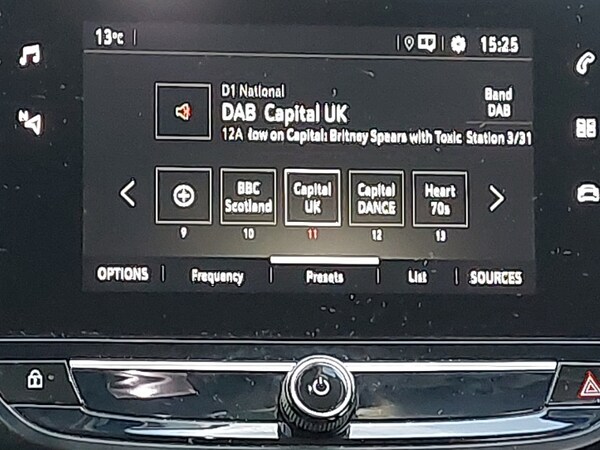 13°C 15:25
D1 National
DAB Capital UK
12A low on Capital: Britney Spears with Toxic Station 3/31
Band
DAB
BBC
Scotland
Capital
UK
Capital
DANCE
Heart
70s
9 10 11 12 13
OPTIONS Frequency Presets List SOURCES